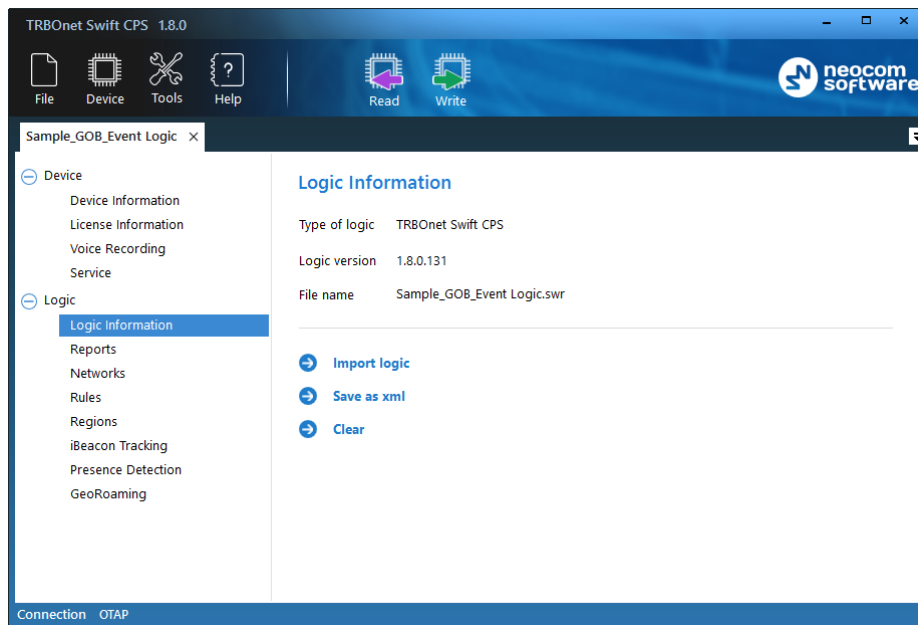 TRBOnet Swift CPS 1.8.0
File Device Tools Help Read Write
neocom
software
Sample_GOB_Event Logic
Device
Device Information
License Information
Voice Recording
Service
Logic
Logic Information
Reports
Networks
Rules
Regions
iBeacon Tracking
Presence Detection
GeoRoaming
Logic Information
Type of logic TRBOnet Swift CPS
Logic version 1.8.0.131
File name Sample_GOB_Event Logic.swr
Import logic
Save as xml
Clear
Connection OTAP